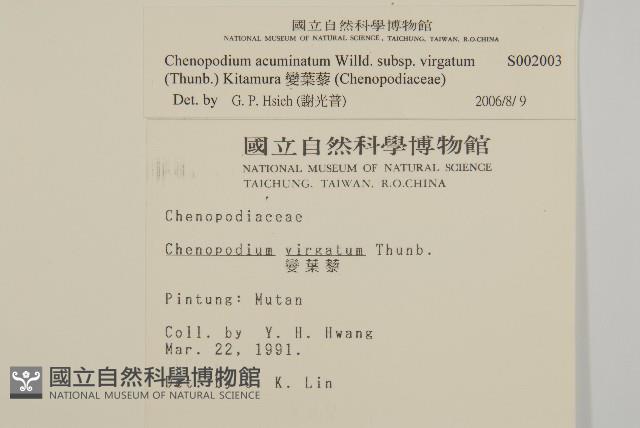 國立自然科學博物館
NATIONAL MUSEUM OF NATURAL SCIENCE, TAICHUNG, TAIWAN, R.O.CHINA
Chenopodium acuminatum Willd. subsp. virgatum S002003
(Thunb.) Kitamura 變葉藜 (Chenopodiaceae)
Det. by G. P. Hsieh (謝光普) 2006/8/9
國立自然科學博物館
NATIONAL MUSEUM OF NATURAL SCIENCE
TAICHUNG, TAIWAN, R.O.CHINA
Chenopodiaceae
Chenopodium virgatum Thunb.
變葉藜
Pintung: Mutan
Coll. by Y. H. Hwang
Mar. 22, 1991.
K. Lin
國立自然科學博物館
NATIONAL MUSEUM OF NATURAL SCIENCE